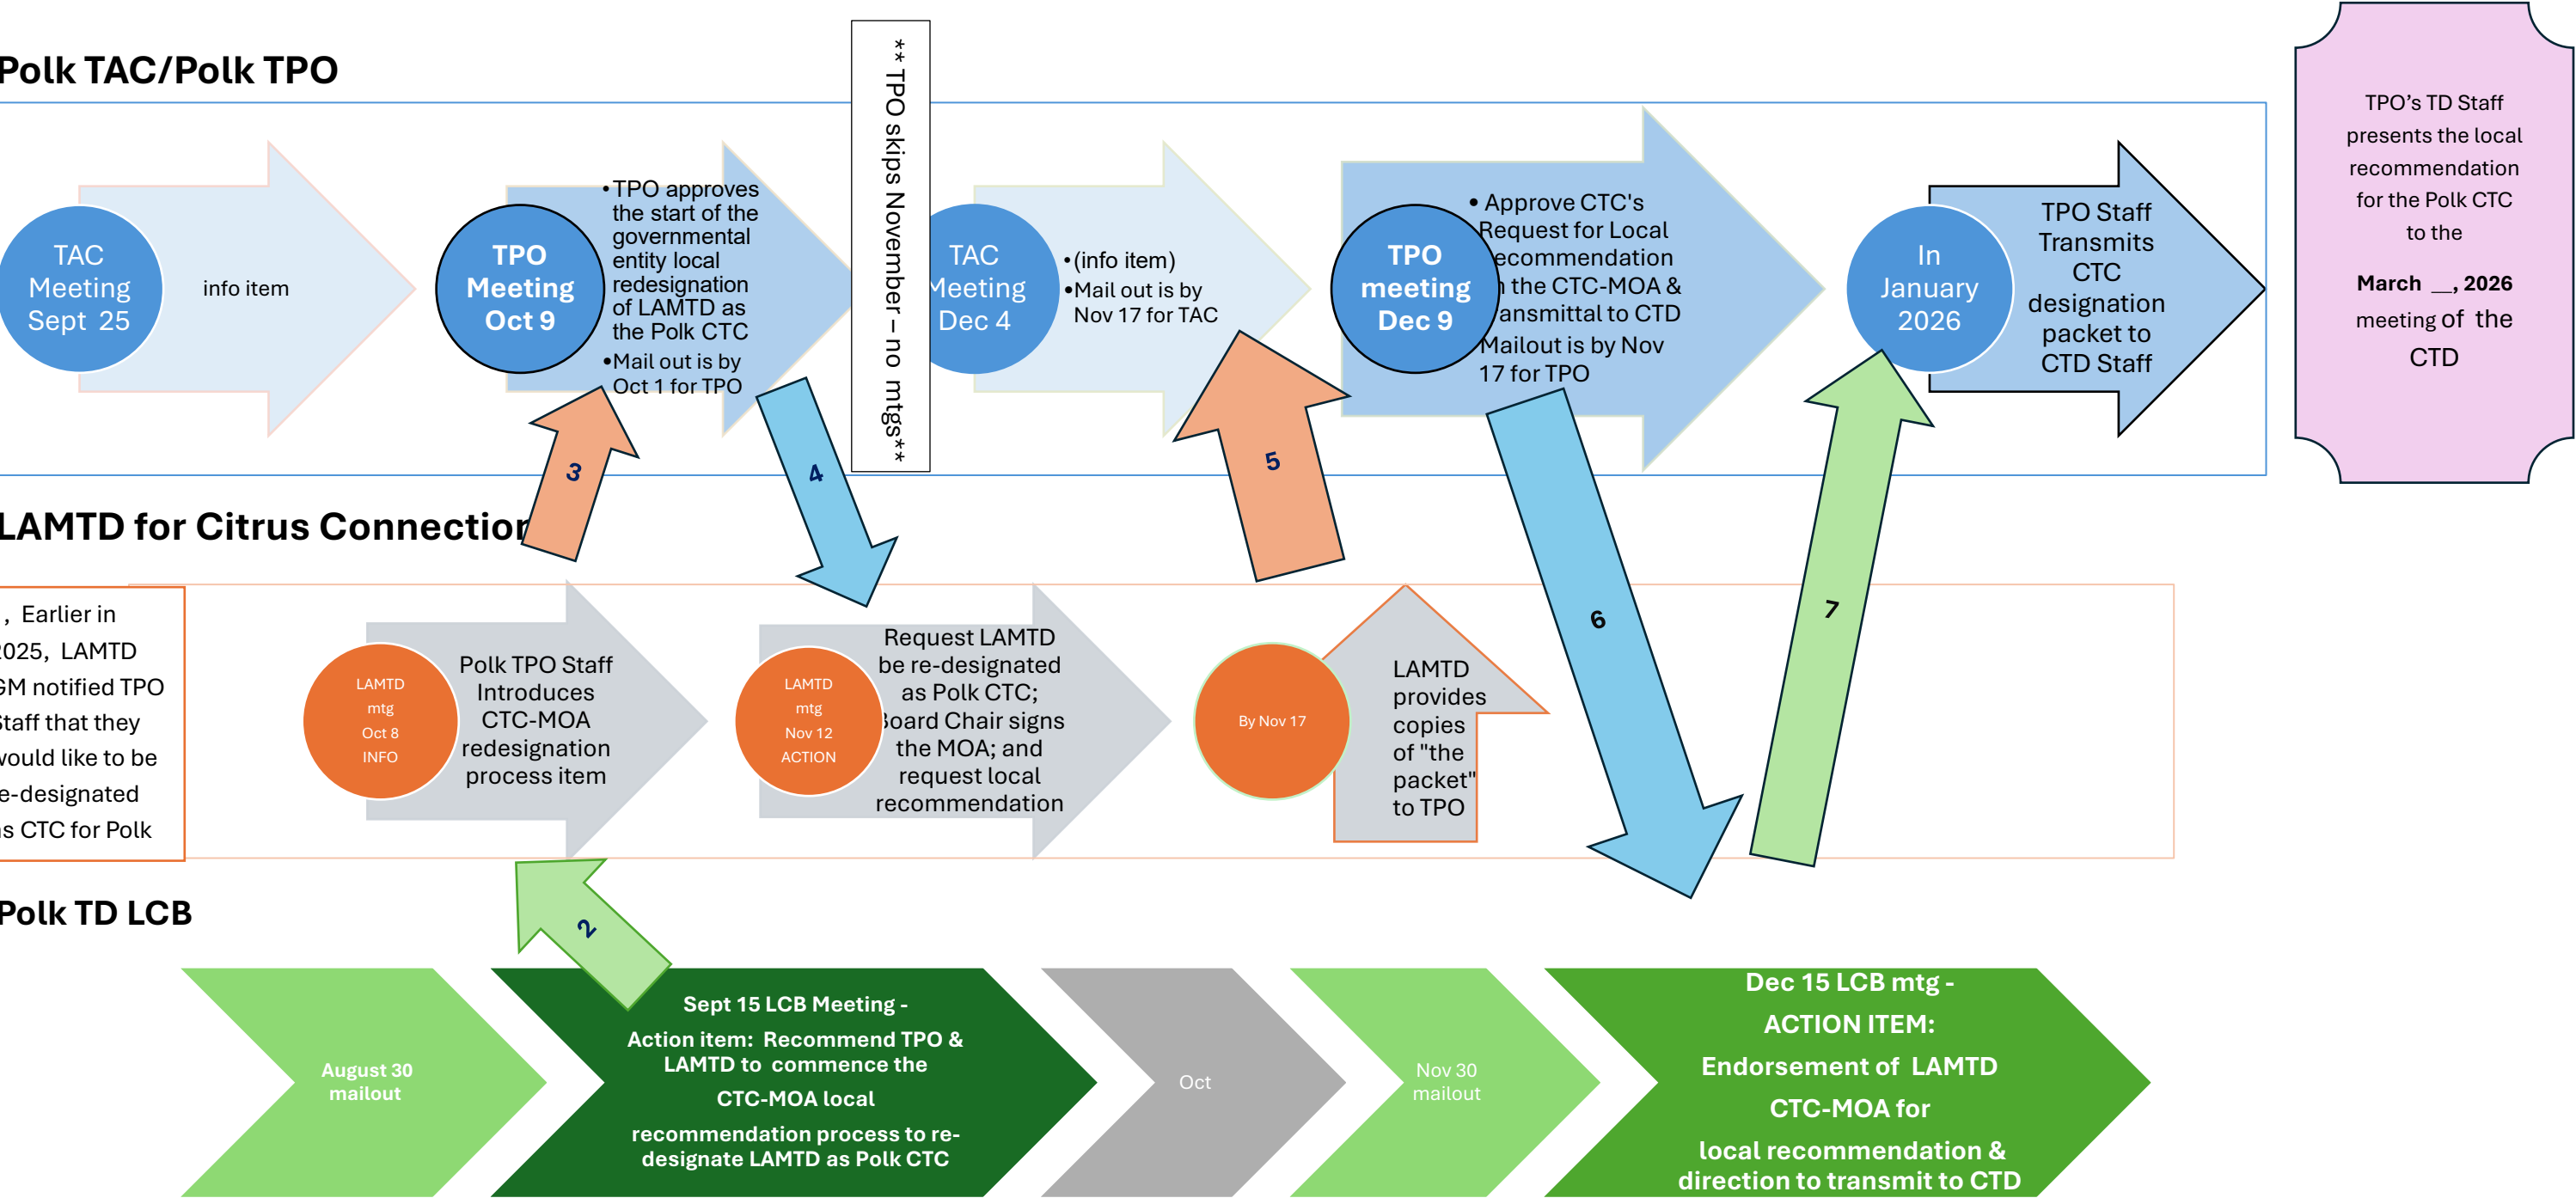 Polk TAC/Polk TPO
TAC
Meeting
Sept 25
info item
TPO
Meeting
Oct 9
•TPO approves
the start of the
governmental
entity local
redesignation
of LAMTD as
the Polk CTC
•Mail out is by
Oct 1 for TPO
** TPO skips November – no mtgs**
TAC
Meeting
Dec 4
•(info item)
•Mail out is by
Nov 17 for TAC
TPO
meeting
Dec 9
• Approve CTC's
Request for Local
ecommendation
the CTC-MOA &
ansmittal to CTD
Mailout is by Nov
17 for TPO
In
January
2026
TPO Staff
Transmits
CTC
designation
packet to
CTD Staff
TPO's TD Staff
presents the local
recommendation
for the Polk CTC
to the
March __, 2026
meeting of the
CTD
3
4
5
6
7
LAMTD for Citrus Connection
, Earlier in
2025, LAMTD
GM notified TPO
Staff that they
would like to be
e-designated
as CTC for Polk
LAMTD
mtg
Oct 8
INFO
Polk TPO Staff
Introduces
CTC-MOA
redesignation
process item
LAMTD
mtg
Nov 12
ACTION
Request LAMTD
be re-designated
as Polk CTC;
Board Chair signs
the MOA; and
request local
recommendation
By Nov 17
LAMTD
provides
copies
of "the
packet"
to TPO
2
Polk TD LCB
August 30
mailout
Sept 15 LCB Meeting -
Action item: Recommend TPO &
LAMTD to commence the
CTC-MOA local
recommendation process to re-
designate LAMTD as Polk CTC
Oct
Nov 30
mailout
Dec 15 LCB mtg -
ACTION ITEM:
Endorsement of LAMTD
CTC-MOA for
local recommendation &
direction to transmit to CTD